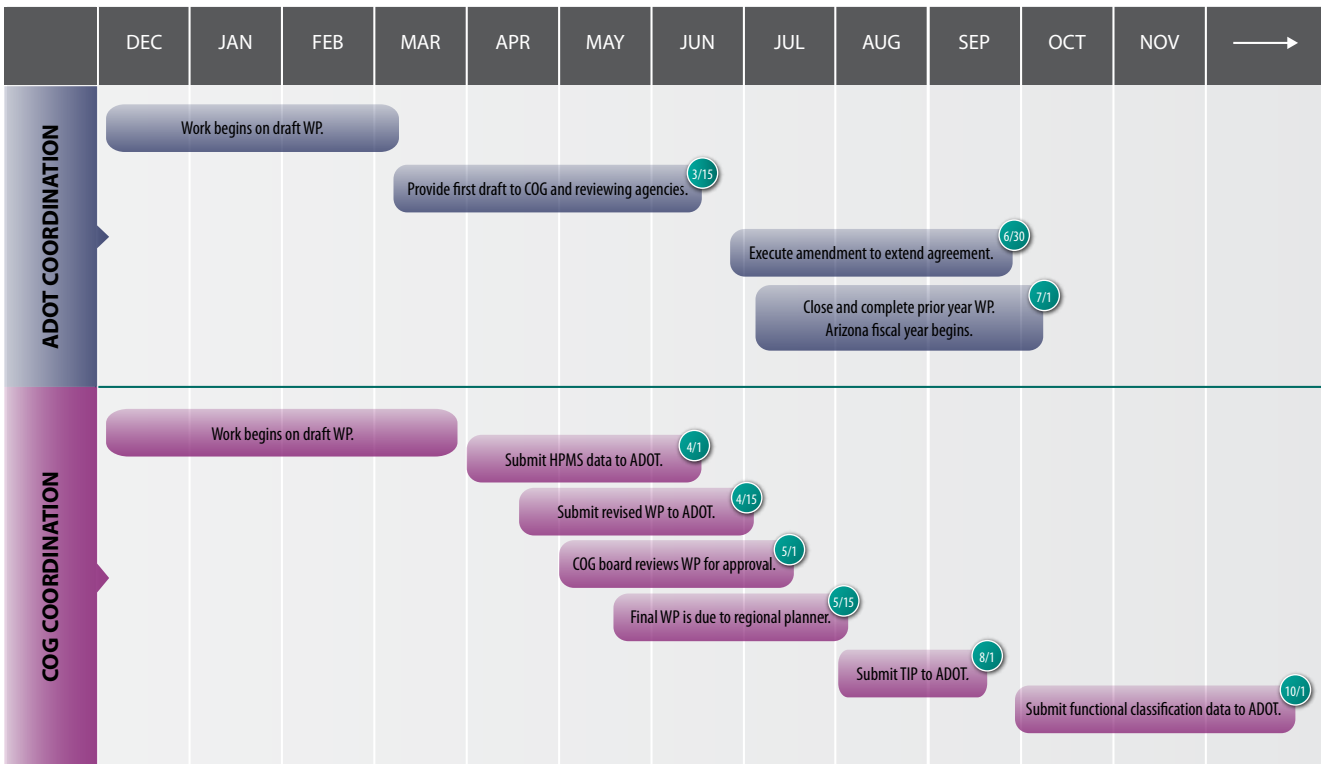 DEC JAN FEB MAR APR MAY JUN JUL AUG SEP OCT NOV
ADOT COORDINATION
Work begins on draft WP.
3/15
Provide first draft to COG and reviewing agencies.
6/30
Execute amendment to extend agreement.
7/1
Close and complete prior year WP.
Arizona fiscal year begins.
COG COORDINATION
Work begins on draft WP.
4/1
Submit HPMS data to ADOT.
4/15
Submit revised WP to ADOT.
5/1
COG board reviews WP for approval.
5/15
Final WP is due to regional planner.
8/1
Submit TIP to ADOT.
10/1
Submit functional classification data to ADOT.